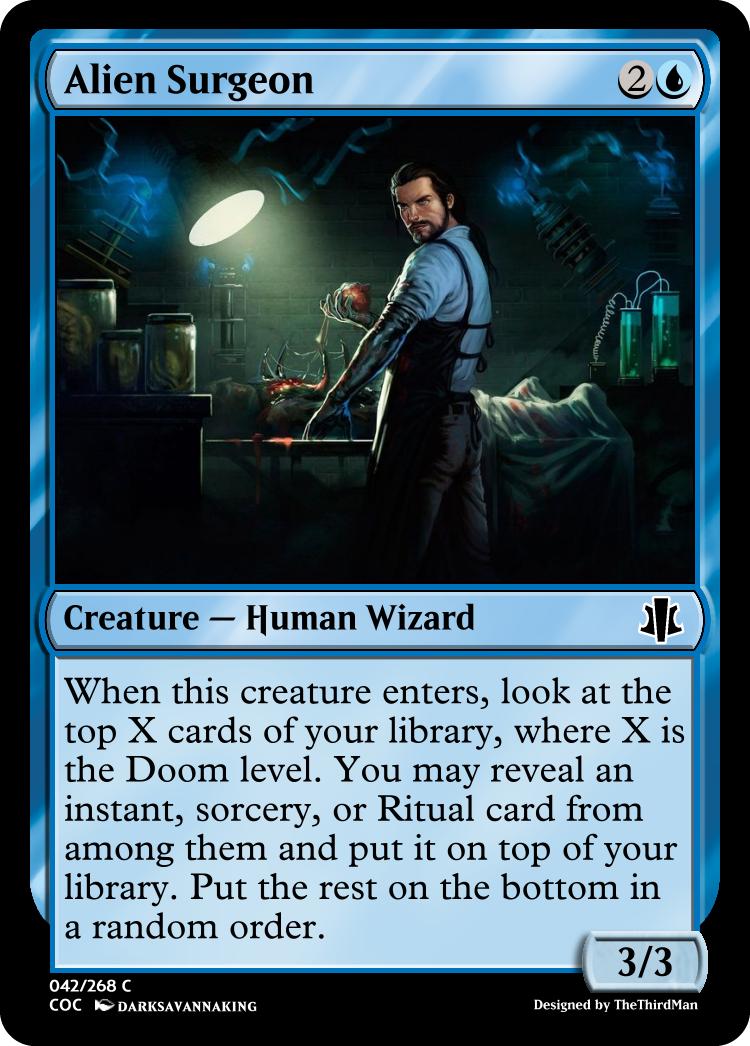 Alien Surgeon 2
Creature — Human Wizard
When this creature enters, look at the
top X cards of your library, where X is
the Doom level. You may reveal an
instant, sorcery, or Ritual card from
among them and put it on top of your
library. Put the rest on the bottom in
a random order.
3/3
042/268 C
COC DARKSAVANNAKING
Designed by TheThirdMan